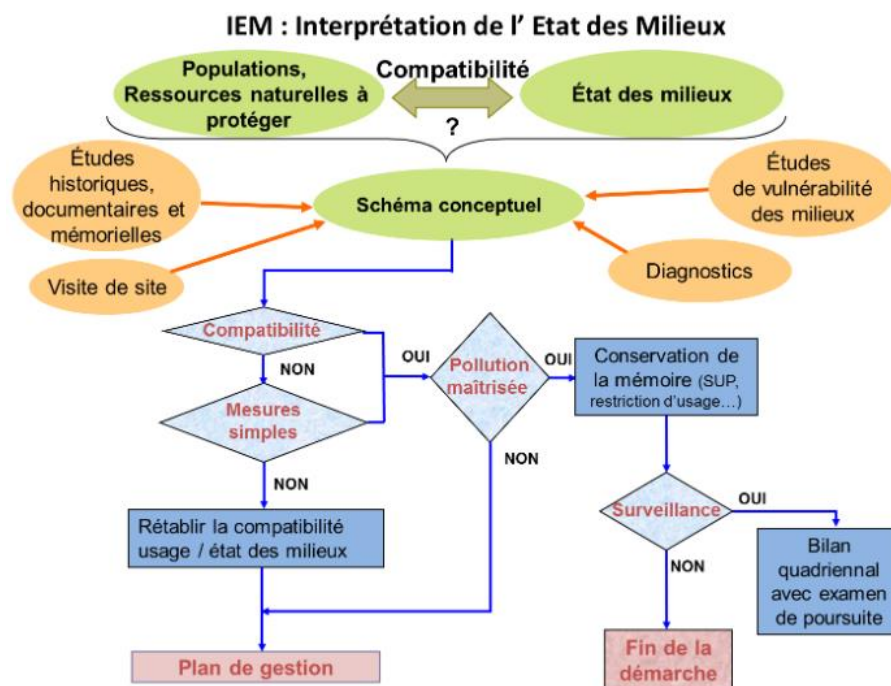 IEM : Interprétation de l' Etat des Milieux
Populations,
Ressources naturelles à
protéger
Compatibilité
?
État des milieux
Études
historiques,
documentaires et
mémorielles
Schéma conceptuel
Études
de vulnérabilité
des milieux
Visite de site
Diagnostics
Compatibilité
NON
OUI
Mesures
simples
NON
Pollution
maîtrisée
OUI
NON
Conservation de
la mémoire (SUP,
restriction d'usage...)
Rétablir la compatibilité
usage / état des milieux
Surveillance
OUI
NON
Bilan
quadriennal
avec examen
de poursuite
Plan de gestion
Fin de la
démarche